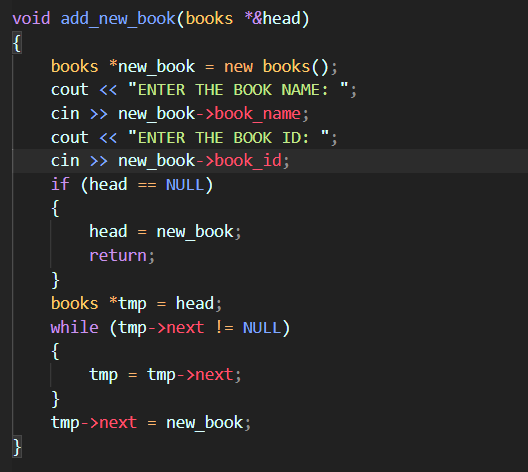 void add_new_book(books *&head)
{
    books *new_book = new books();
    cout << "ENTER THE BOOK NAME: ";
    cin >> new_book->book_name;
    cout << "ENTER THE BOOK ID: ";
    cin >> new_book->book_id;
    if (head == NULL)
    {
        head = new_book;
        return;
    }
    books *tmp = head;
    while (tmp->next != NULL)
    {
        tmp = tmp->next;
    }
    tmp->next = new_book;
}